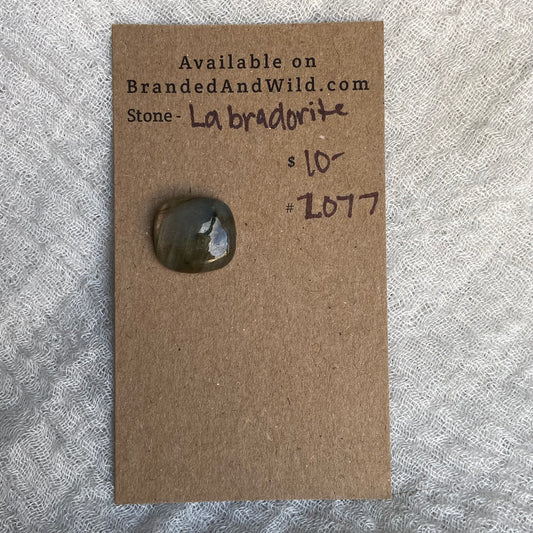 Available on
BrandedAndWild.com
Stone - Labradorite
$ 10-
# 2077